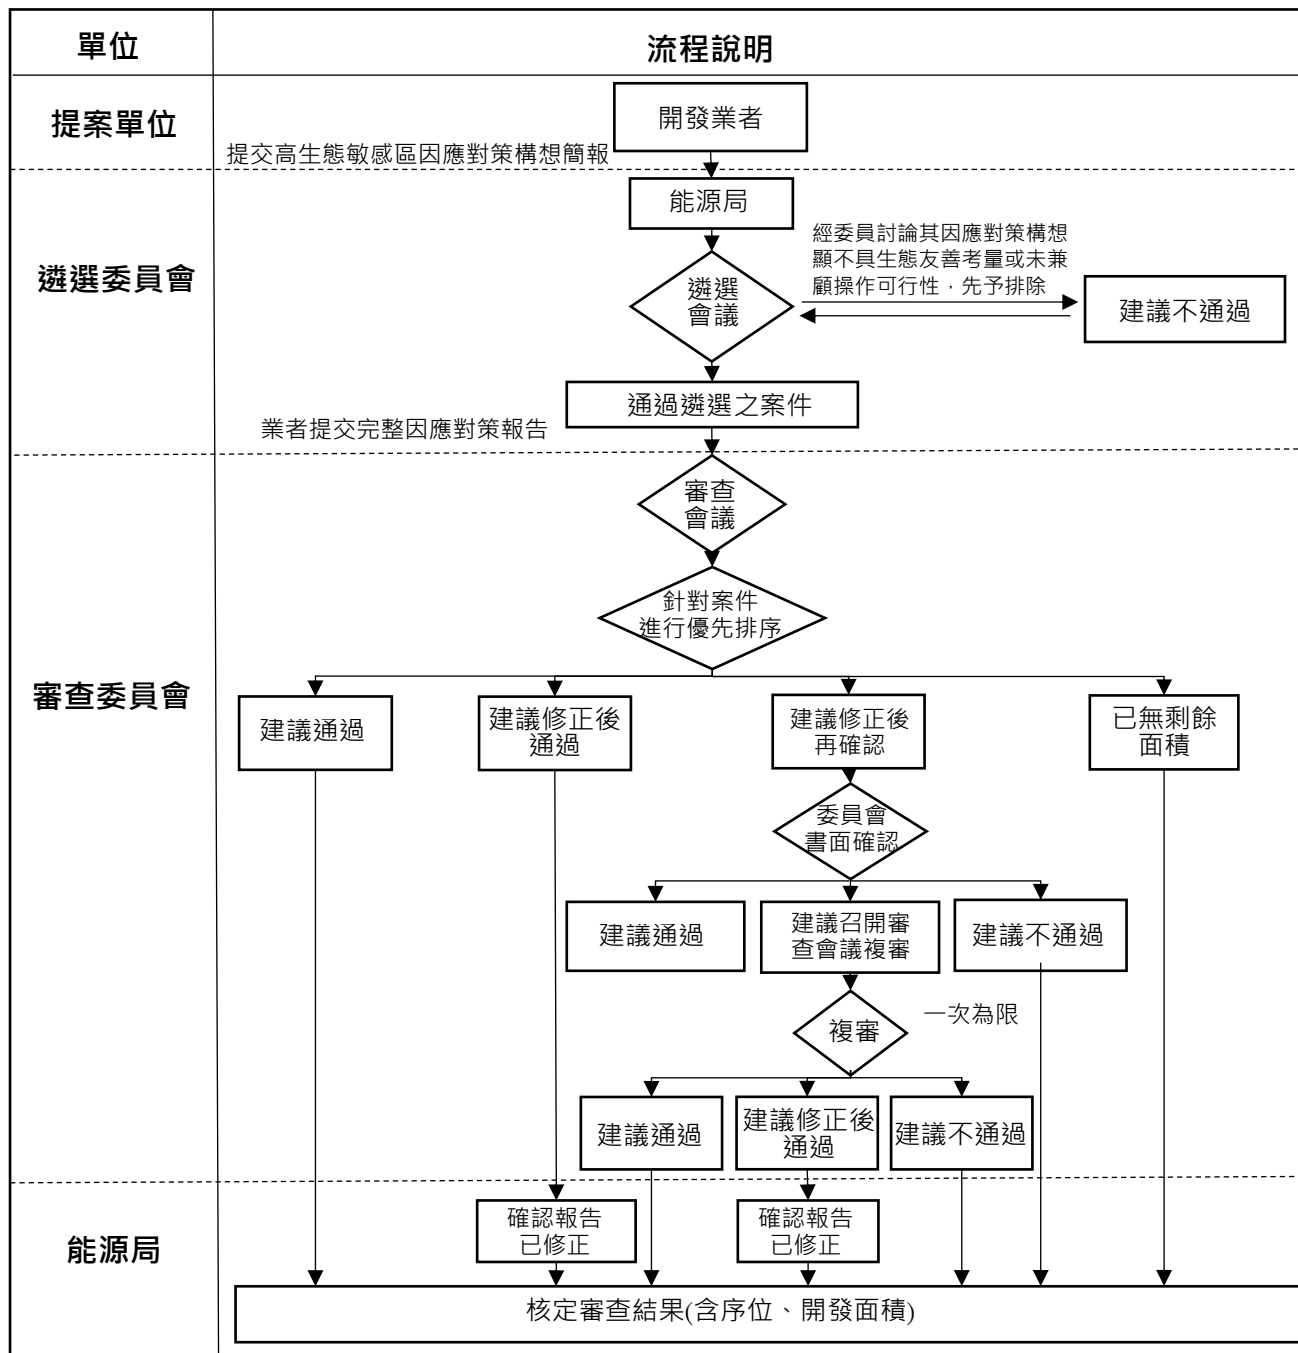 單位
流程說明
提案單位
開發業者
提交高生態敏感區因應對策構想簡報
遴選委員會
能源局
經委員討論其因應對策構想
顯不具生態友善考量或未兼
顧操作可行性，先予排除
遴選
會議
建議不通過
通過遴選之案件
業者提交完整因應對策報告
審查委員會
審查
會議
針對案件
進行優先排序
建議通過
建議修正後
通過
建議修正後
再確認
已無剩餘
面積
委員會
書面確認
建議通過
建議召開審
查會議複審
建議不通過
複審
一次為限
建議通過
建議修正後
通過
建議不通過
能源局
確認報告
已修正
確認報告
已修正
核定審查結果(含序位、開發面積)